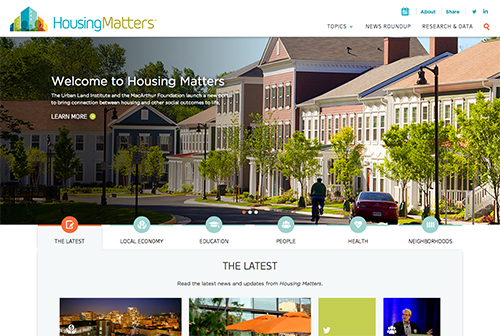 HousingMatters
About Share
TOPICS NEWS ROUNDUP RESEARCH & DATA
Welcome to Housing Matters
The Urban Land Institute and the MacArthur Foundation launch a new
to bring connection between housing and other social outcomes to life.
LEARN MORE
THE LATEST LOCAL ECONOMY EDUCATION PEOPLE HEALTH NEIGHBORHOODS
THE LATEST
Read the latest news and updates from Housing Matters.